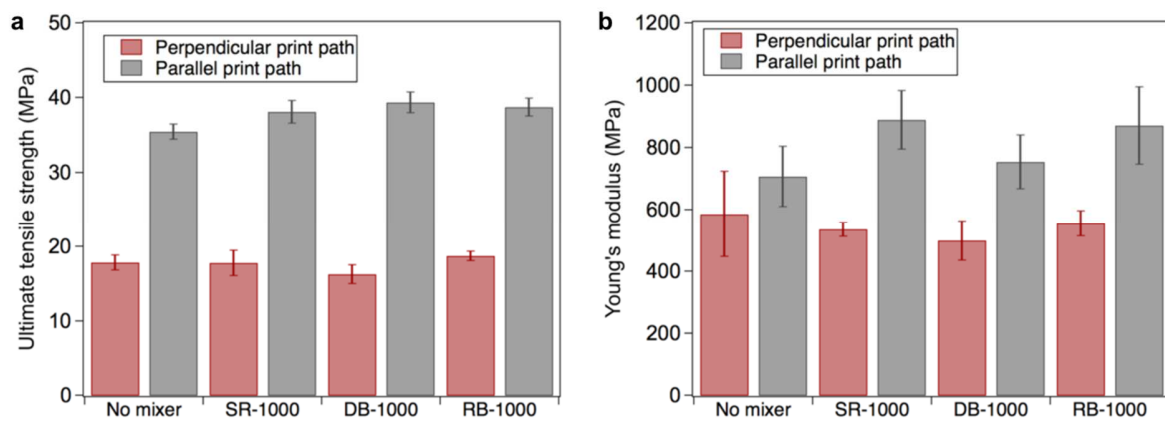 a
Ultimate tensile strength (MPa)
50
40
30
20
10
0
Perpendicular print path
Parallel print path
No mixer
SR-1000
DB-1000
RB-1000
b
Young's modulus (MPa)
1200
1000
800
600
400
200
0
Perpendicular print path
Parallel print path
No mixer
SR-1000
DB-1000
RB-1000